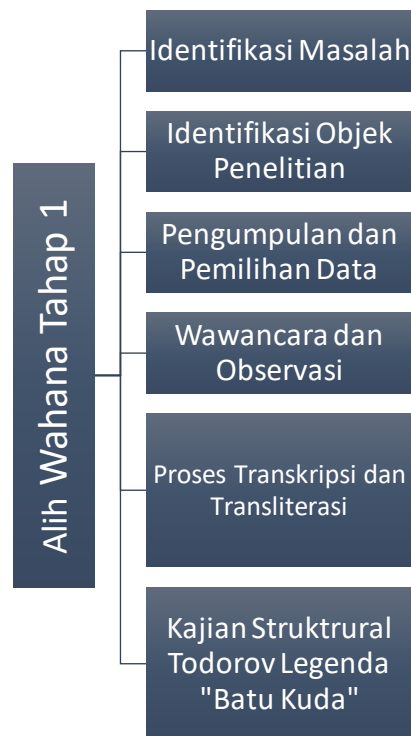 Alih Wahana Tahap 1
Identifikasi Masalah
Identifikasi Objek
Penelitian
Pengumpulan dan
Pemilihan Data
Wawancara dan
Observasi
Proses Transkripsi dan
Transliterasi
Kajian Struktrural
Todorov Legenda
"Batu Kuda"